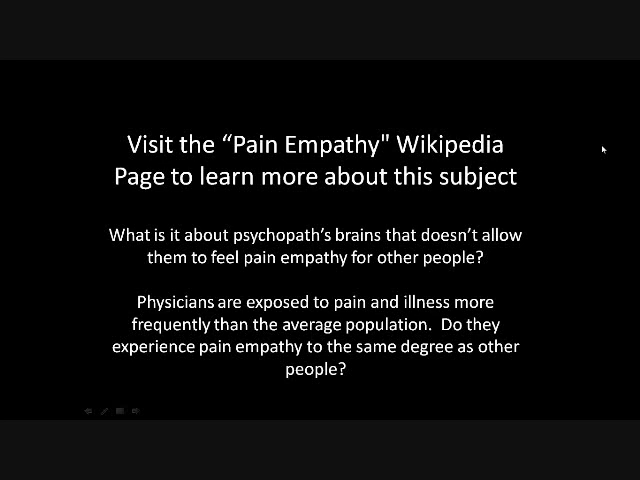 Visit the “Pain Empathy" Wikipedia
Page to learn more about this subject
What is it about psychopath’s brains that doesn’t allow
them to feel pain empathy for other people?
Physicians are exposed to pain and illness more
frequently than the average population.  Do they
experience pain empathy to the same degree as other
people?